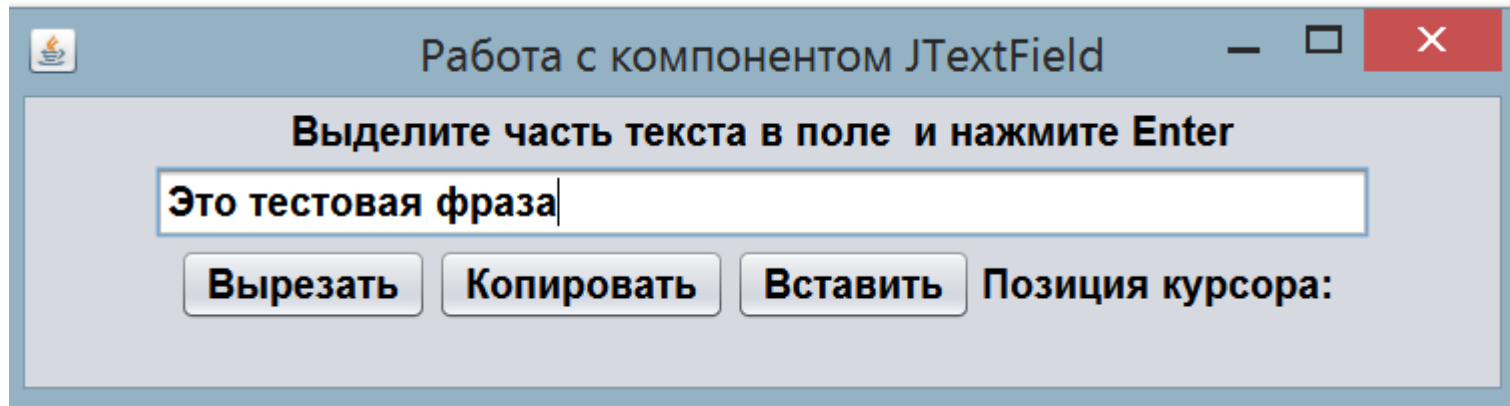 Работа с компонентом JTextField
Выделите часть текста в поле  и нажмите Enter
Это тестовая фраза
Вырезать Копировать Вставить Позиция курсора: